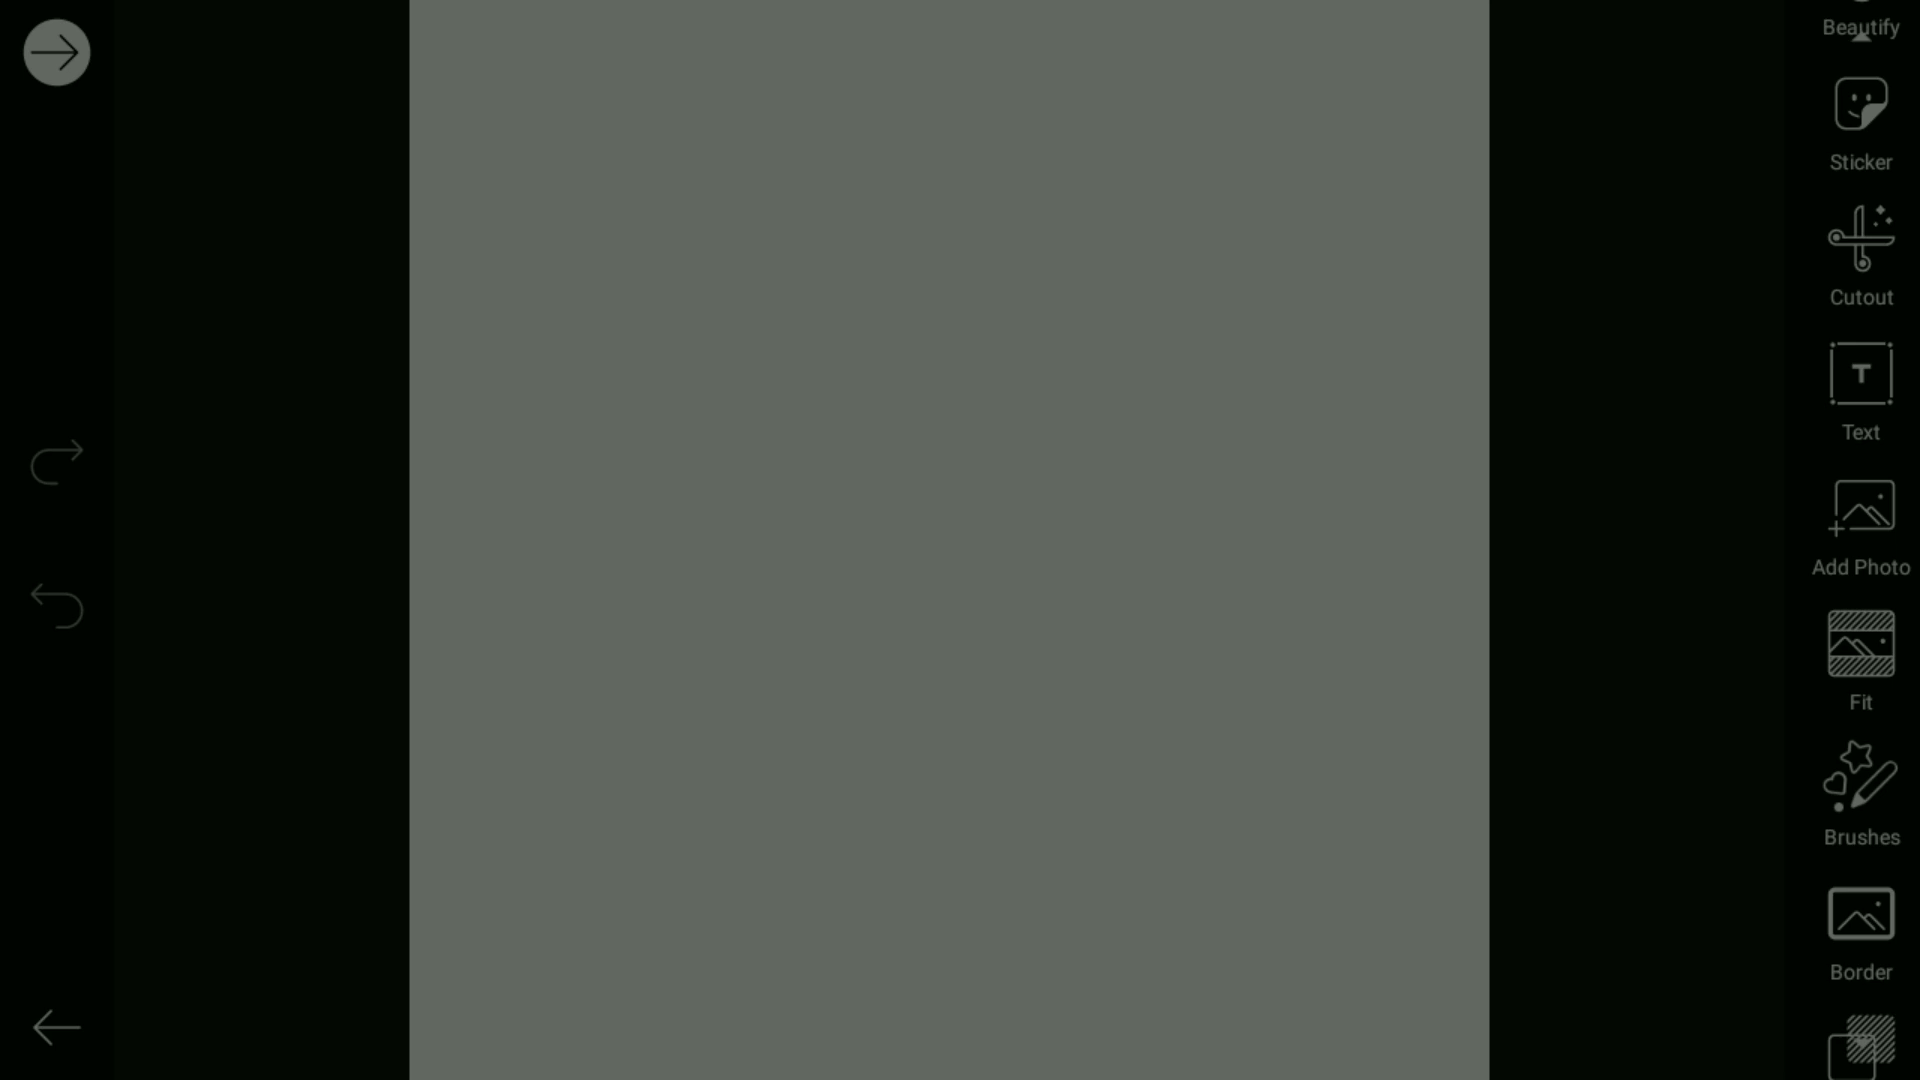 Beautify
Sticker
Cutout
T
Text
Add Photo
Fit
Brushes
Border